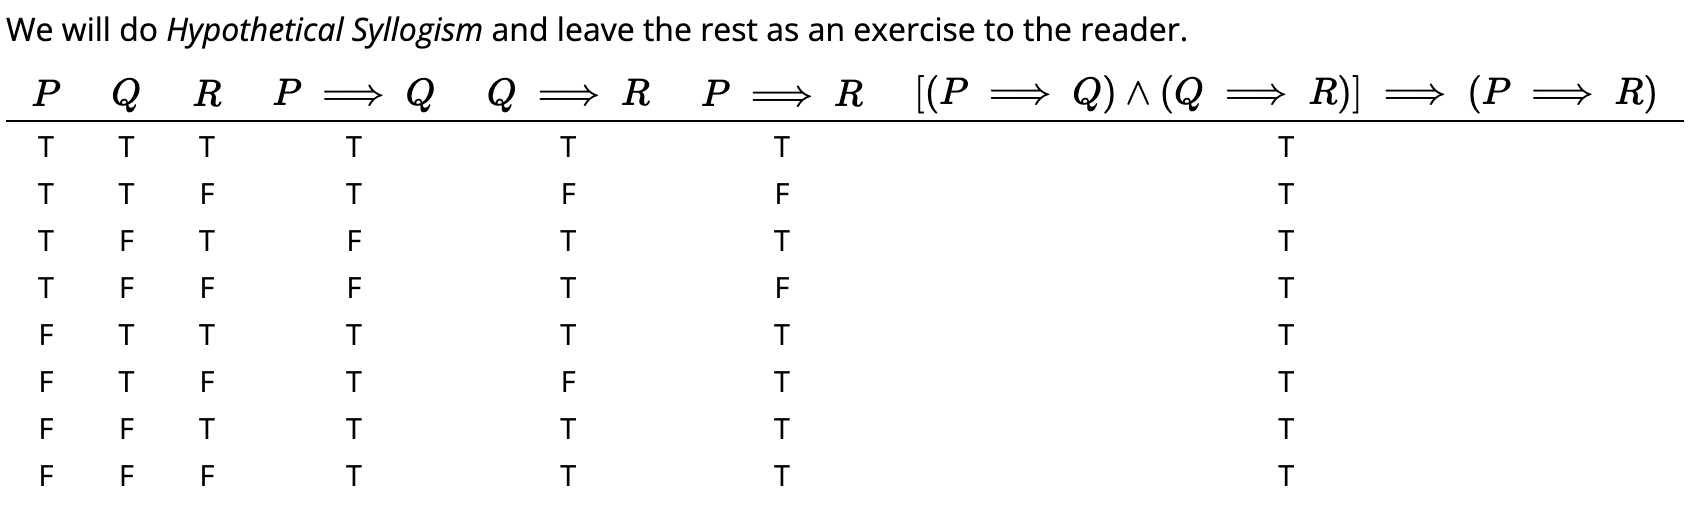 We will do Hypothetical Syllogism and leave the rest as an exercise to the reader.
P Q R P ⟹ Q Q ⟹ R P ⟹ R [(P ⟹ Q) ∧ (Q ⟹ R)] ⟹ (P ⟹ R)
T T T T T T T
T T F T F F T
T F T F T T T
T F F F T F T
F T T T T T T
F T F T F T T
F F T T T T T
F F F T T T T